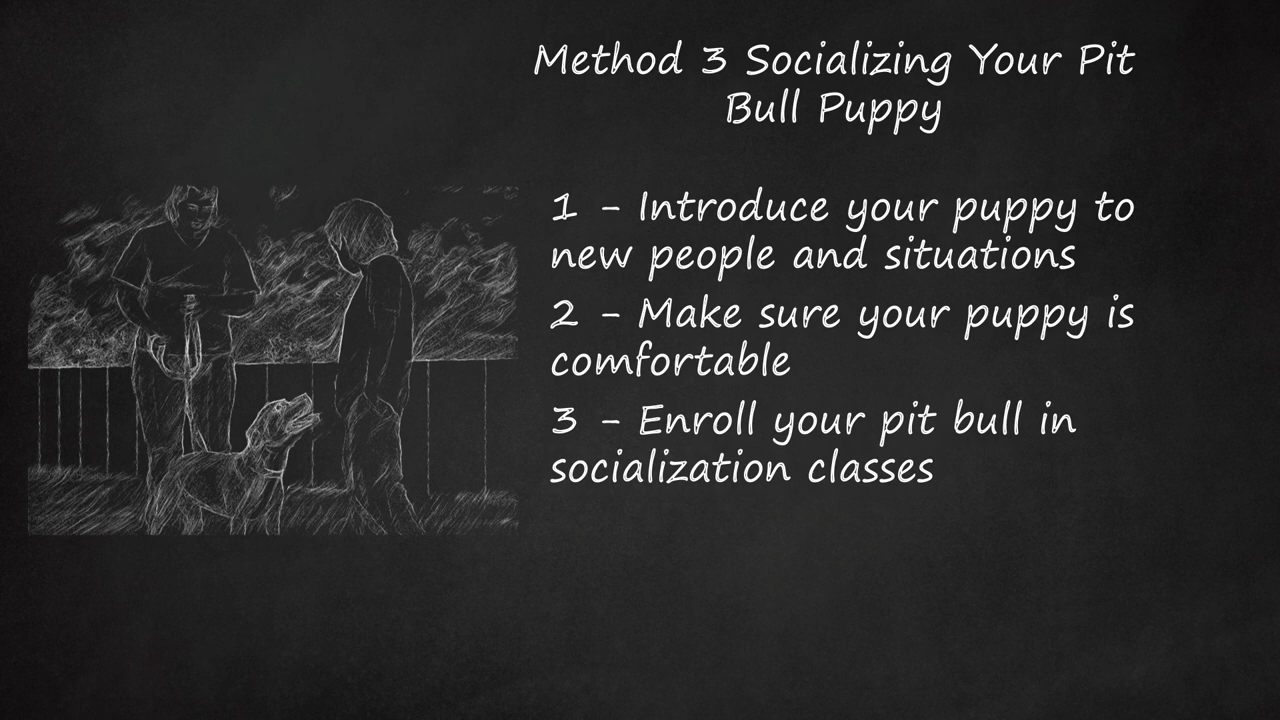 Method 3 Socializing Your Pit
Bull Puppy
1 - Introduce your puppy to
new people and situations
2 - Make sure your puppy is
comfortable
3 - Enroll your pit bull in
socialization classes